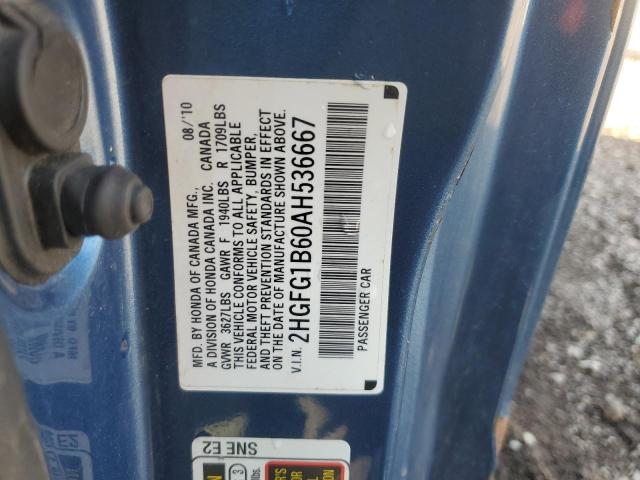 MFD. BY HONDA OF CANADA MFG., 08/'10
A DIVISION OF HONDA CANADA INC. CANADA
GVWR 3627LBS GAWR F 1940LBS R 1709LBS
THIS VEHICLE CONFORMS TO ALL APPLICABLE
FEDERAL MOTOR VEHICLE SAFETY, BUMPER,
AND THEFT PREVENTION STANDARDS IN EFFECT
ON THE DATE OF MANUFACTURE SHOWN ABOVE.
V.I.N. 2HGFG1B60AH536667
PASSENGER CAR
SNE E2
3
lbs.